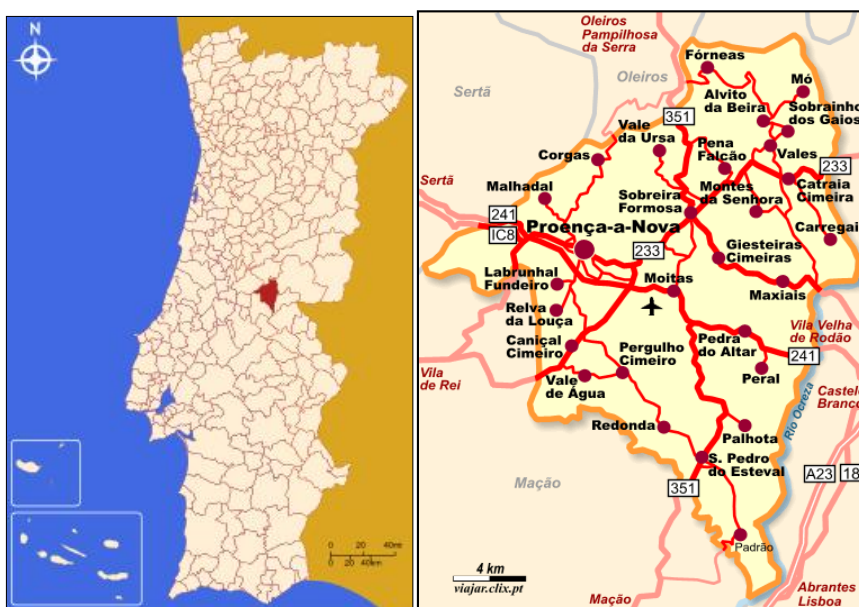 N
0 20 40mi
0 20 40km
Oleiros
Pampilhosa
da Serra
Fórneas
Oleiros
Mó
Sertã
Alvito
da Beira
Sobrainho
dos Gaios
351
Vale
da Ursa
Pena
Falcão
Vales
233
Corgas
Sertã
Malhadal
Sobreira
Formosa
Montes
da Senhora
Catraia
Cimeira
241
IC8
Proença-a-Nova
Carregai
233
Giesteiras
Cimeiras
Labrunhal
Fundeiro
Moitas
Maxiais
Relva
da Louça
Vila Velha
de Rodão
Caniçal
Cimeiro
Pedra
do Altar
241
Pergulho
Cimeiro
Vila
de Rei
Vale
de Água
Peral
Castelo
Branco
Rio Ocreza
Redonda
Palhota
S. Pedro
do Esteval
A23
18
Mação
351
Padrão
4 km
viajar.clix.pt
Mação
Abrantes
Lisboa